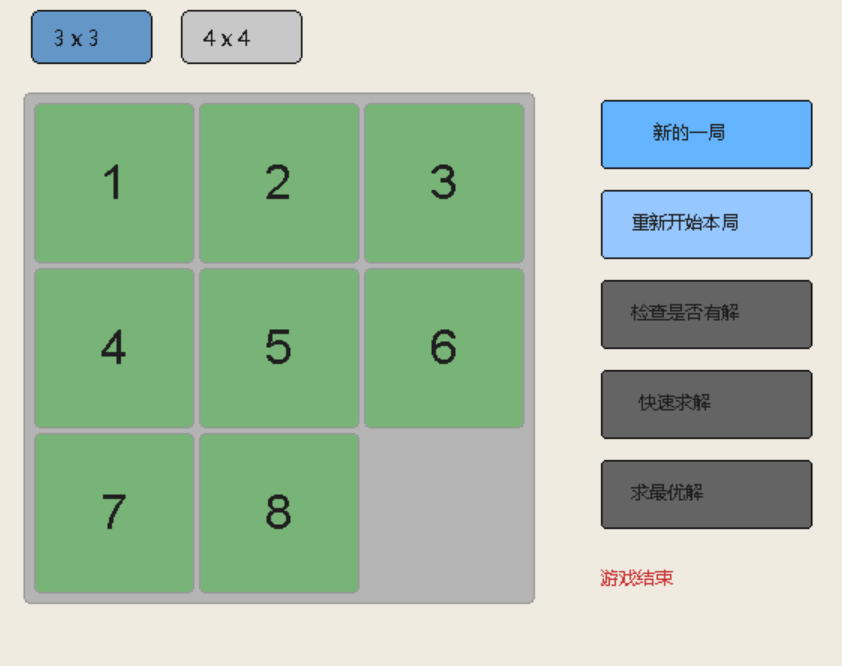 3 x 3
4 x 4
1 2 3
4 5 6
7 8
新的一局
重新开始本局
检查是否有解
快速求解
求最优解
游戏结束